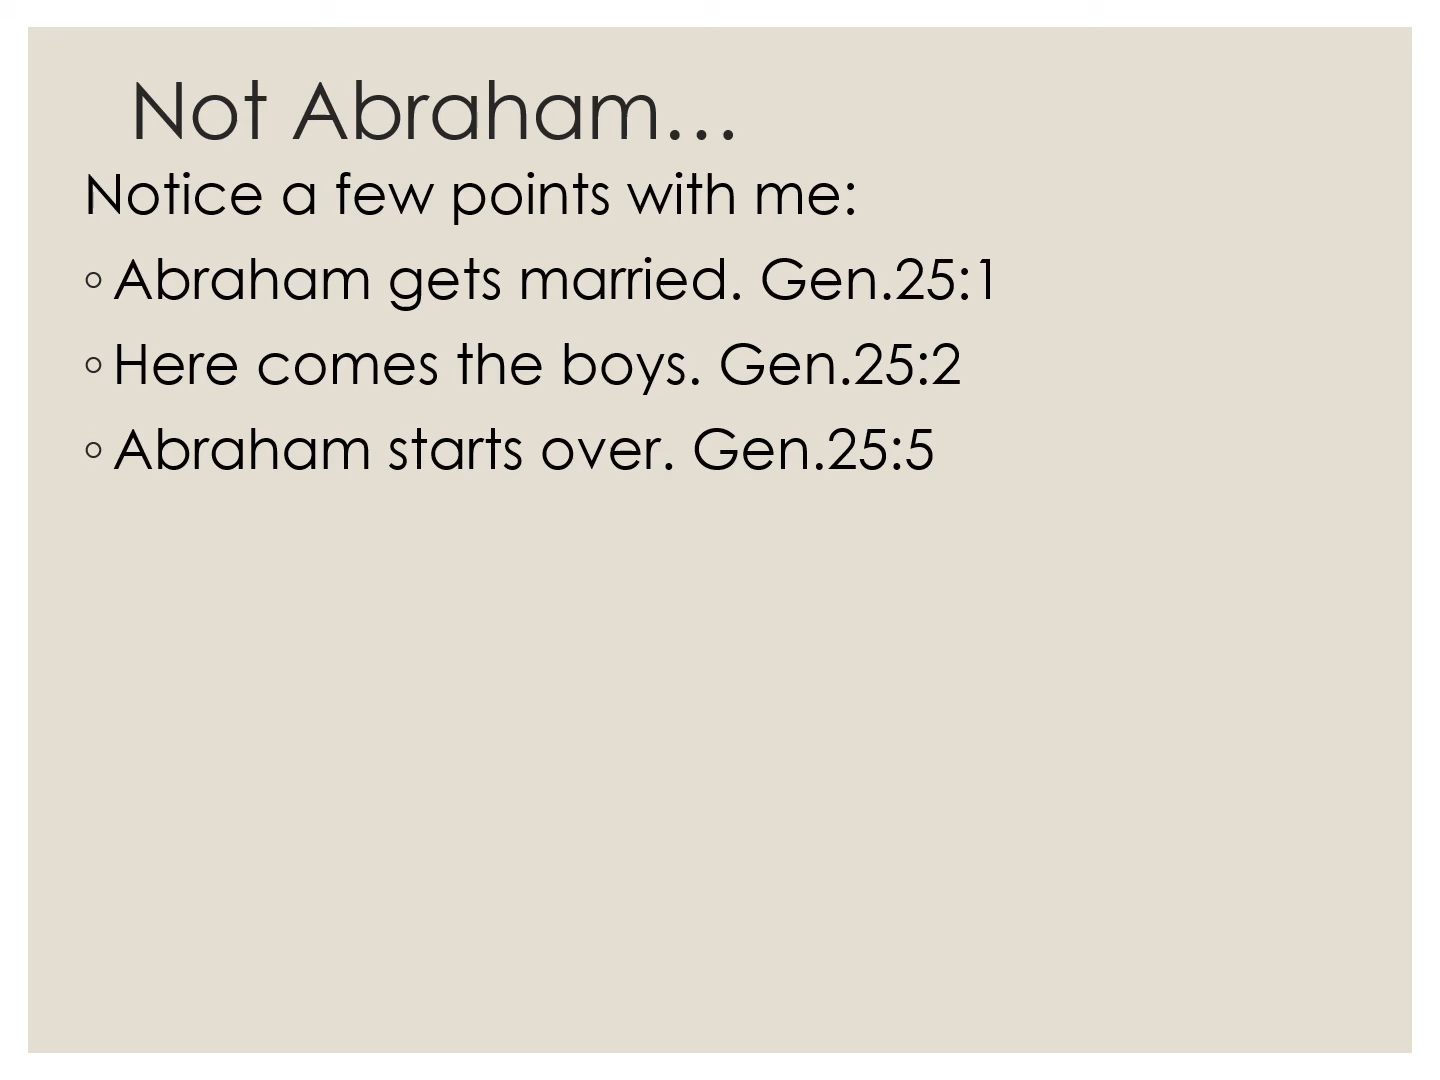 Not Abraham…
Notice a few points with me:
◦Abraham gets married. Gen.25:1
◦Here comes the boys. Gen.25:2
◦Abraham starts over. Gen.25:5